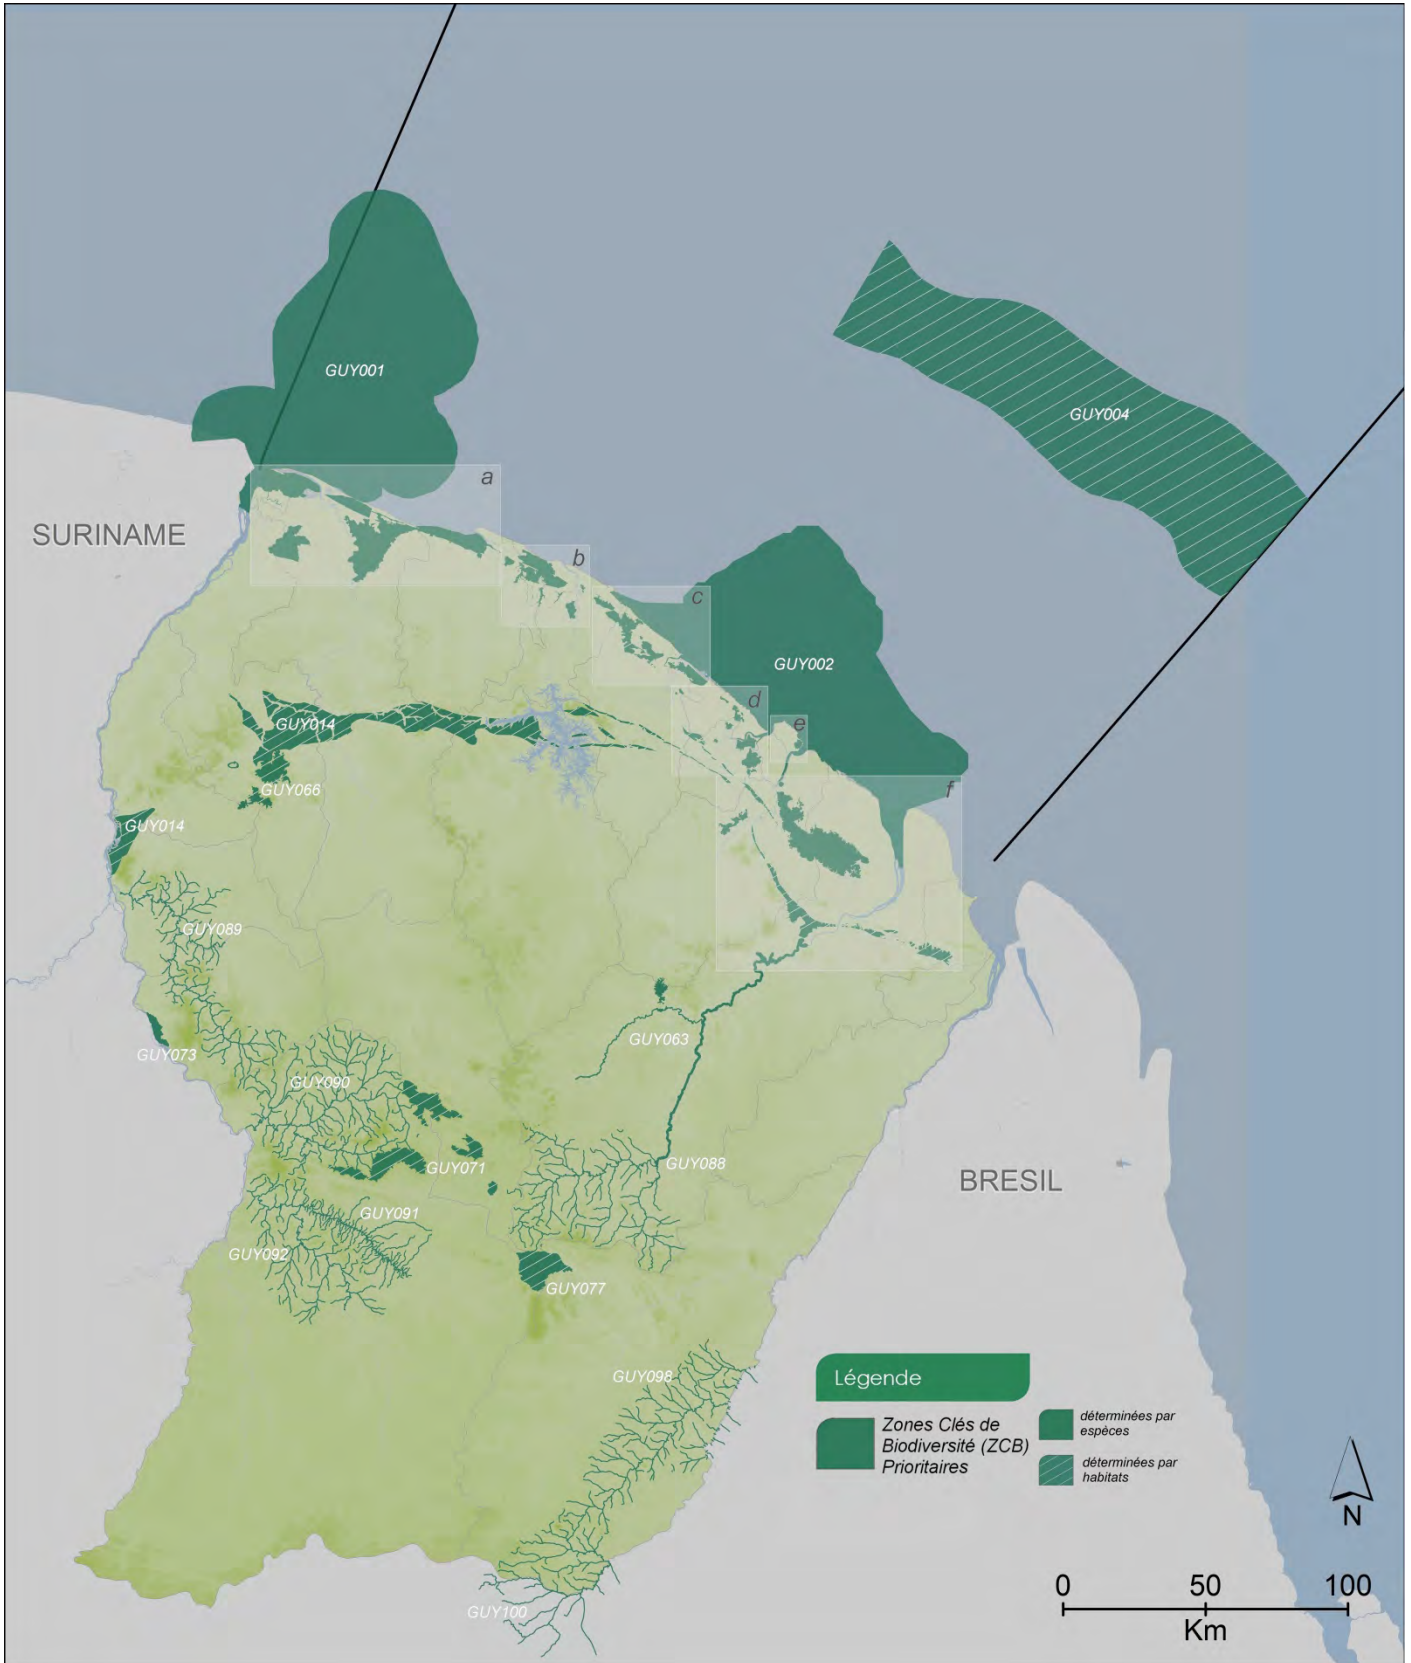 GUY001
GUY004
a
SURINAME
b
c
GUY002
d
e
GUY014
f
GUY066
GUY014
GUY089
GUY063
GUY073
GUY090
GUY071
GUY088
BRESIL
GUY091
GUY092
GUY077
GUY098
Légende
Zones Clés de
Biodiversité (ZCB)
Prioritaires
déterminées par
espèces
déterminées par
habitats
N
0 50 100
Km
GUY100